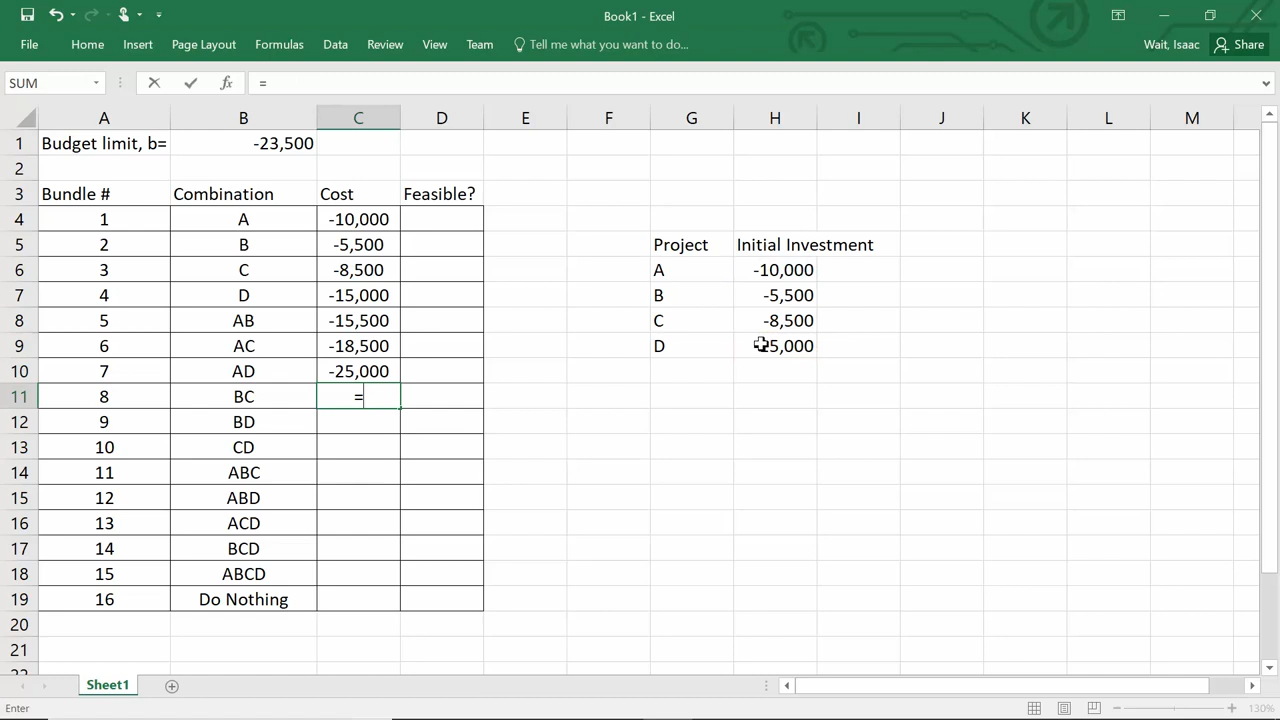 Book1 - Excel
Wait, Isaac Share
File Home Insert Page Layout Formulas Data Review View Team Tell me what you want to do...
SUM fx =
A B C D E F G H I J K L M
1 Budget limit, b= -23,500
2
3 Bundle # Combination Cost Feasible?
4 1 A -10,000
5 2 B -5,500 Project Initial Investment
6 3 C -8,500 A -10,000
7 4 D -15,000 B -5,500
8 5 AB -15,500 C -8,500
9 6 AC -18,500 D 5,000
10 7 AD -25,000
11 8 BC =
12 9 BD
13 10 CD
14 11 ABC
15 12 ABD
16 13 ACD
17 14 BCD
18 15 ABCD
19 16 Do Nothing
20
21
Sheet1
Enter 130%